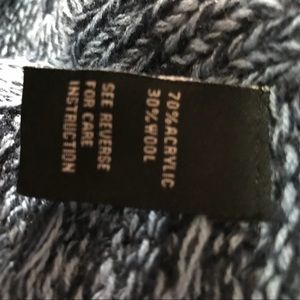 70% ACRYLIC
30% WOOL
SEE REVERSE
FOR CARE
INSTRUCTION